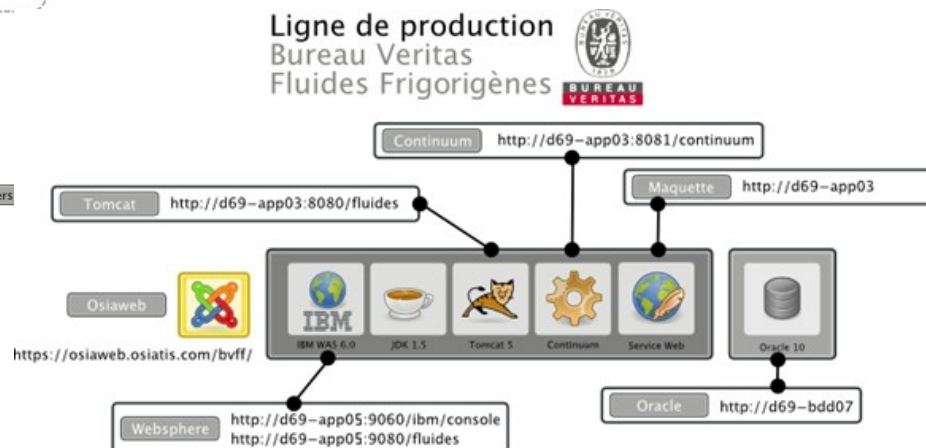 Ligne de production
Bureau Veritas
Fluides Frigorigènes
1828
BUREAU
VERITAS
Continuum http://d69-app03:8081/continuum
Maquette http://d69-app03
ers
Tomcat http://d69-app03:8080/fluides
Osiaweb
https://osiaweb.osiatis.com/bvff/
IBM
IBM WAS 6.0
JDK 1.5
Tomcat 5
Continuum
Service Web
Oracle 10
Oracle http://d69-bdd07
Websphere http://d69-app05:9060/ibm/console
http://d69-app05:9080/fluides